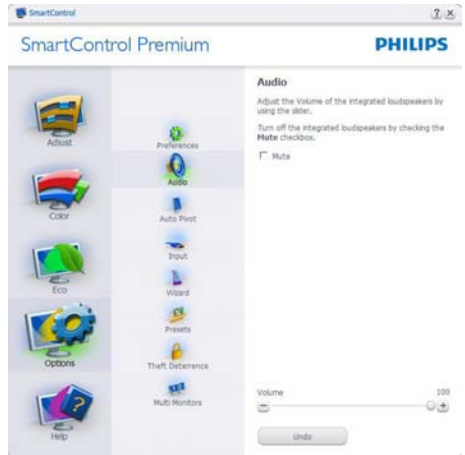 SmartControl
SmartControl Premium
PHILIPS
Adjust
Color
Eco
Options
Help
Preferences
Audio
Auto Pivot
Input
Wizard
Presets
Theft Deterrence
Multi Monitors
Audio
Adjust the Volume of the integrated loudspeakers by
using the slider.
Turn off the integrated loudspeakers by checking the
Mute checkbox.
Mute
Volume 100
Undo